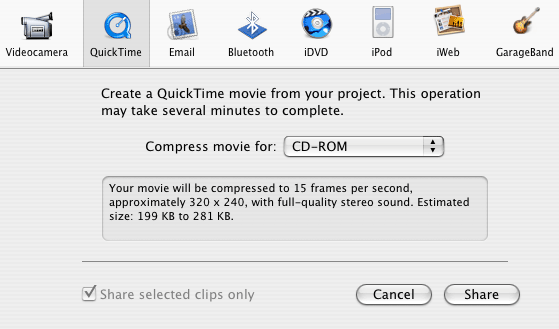 Videocamera QuickTime Email Bluetooth iDVD iPod iWeb GarageBand
Create a QuickTime movie from your project. This operation
may take several minutes to complete.
Compress movie for: CD-ROM
Your movie will be compressed to 15 frames per second,
approximately 320 x 240, with full-quality stereo sound. Estimated
size: 199 KB to 281 KB.
Share selected clips only Cancel Share